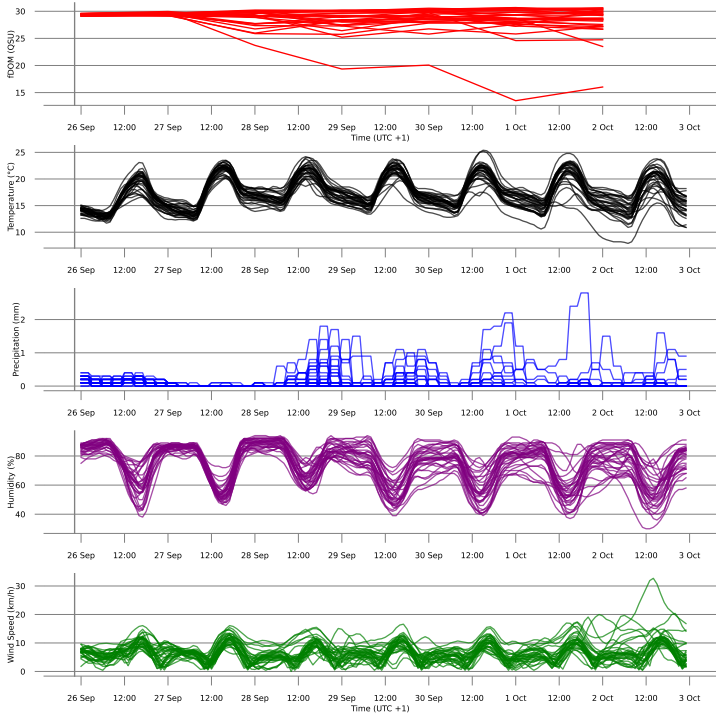 30
25
20
15
fDOM (QSU)
26 Sep 12:00 27 Sep 12:00 28 Sep 12:00 29 Sep 12:00 30 Sep 12:00 1 Oct 12:00 2 Oct 12:00 3 Oct
Time (UTC +1)
25
20
15
10
Temperature (°C)
26 Sep 12:00 27 Sep 12:00 28 Sep 12:00 29 Sep 12:00 30 Sep 12:00 1 Oct 12:00 2 Oct 12:00 3 Oct
2
1
0
Precipitation (mm)
26 Sep 12:00 27 Sep 12:00 28 Sep 12:00 29 Sep 12:00 30 Sep 12:00 1 Oct 12:00 2 Oct 12:00 3 Oct
80
60
40
Humidity (%)
26 Sep 12:00 27 Sep 12:00 28 Sep 12:00 29 Sep 12:00 30 Sep 12:00 1 Oct 12:00 2 Oct 12:00 3 Oct
30
20
10
0
Wind Speed (km/h)
26 Sep 12:00 27 Sep 12:00 28 Sep 12:00 29 Sep 12:00 30 Sep 12:00 1 Oct 12:00 2 Oct 12:00 3 Oct
Time (UTC +1)